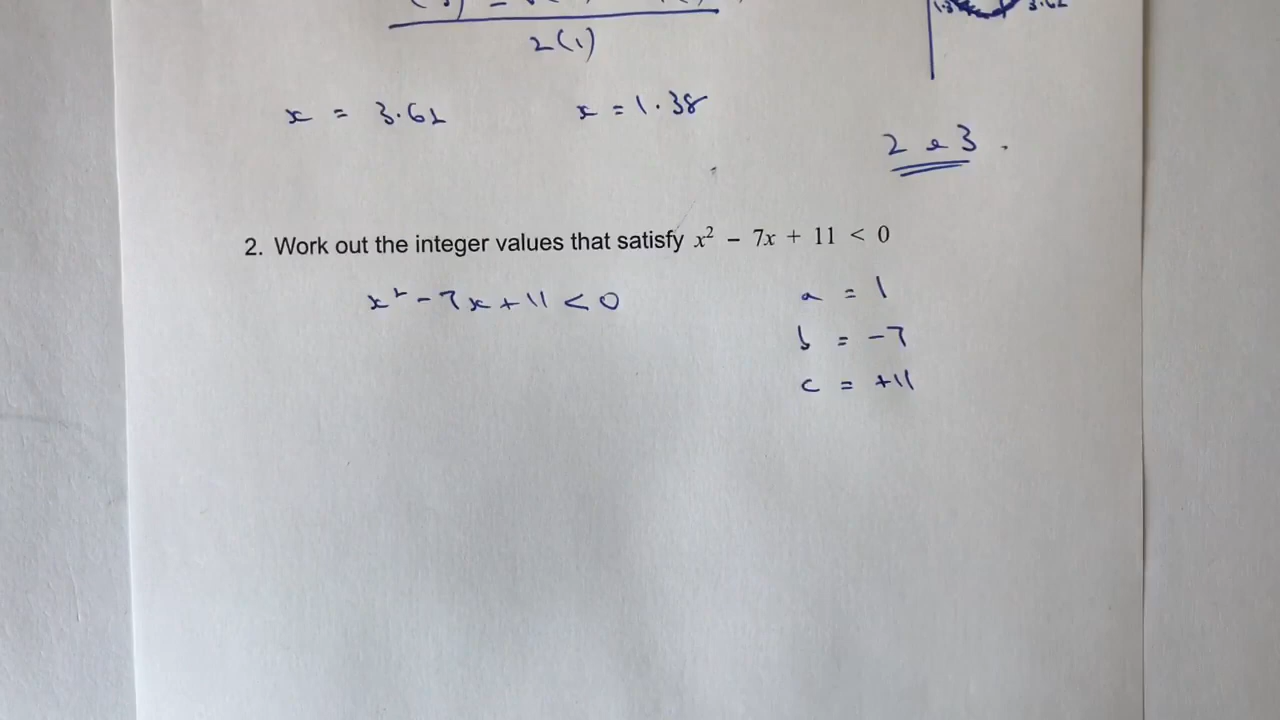 2(1)
x = 3.62 x = 1.38
2 & 3.
2. Work out the integer values that satisfy x² − 7x + 11 < 0
x² - 7x + 11 < 0 a = 1
b = -7
c = +11